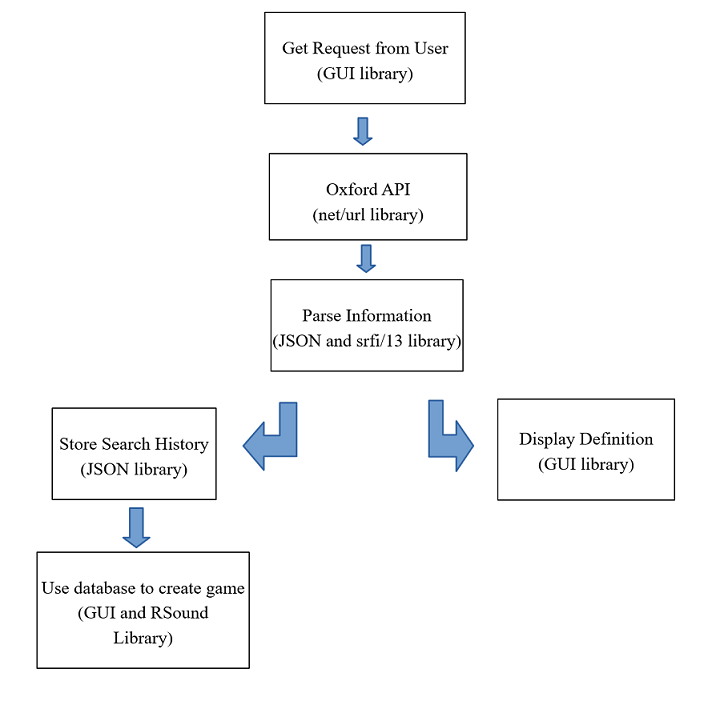 Get Request from User
(GUI library)
Oxford API
(net/url library)
Parse Information
(JSON and srfi/13 library)
Store Search History
(JSON library)
Display Definition
(GUI library)
Use database to create game
(GUI and RSound
Library)